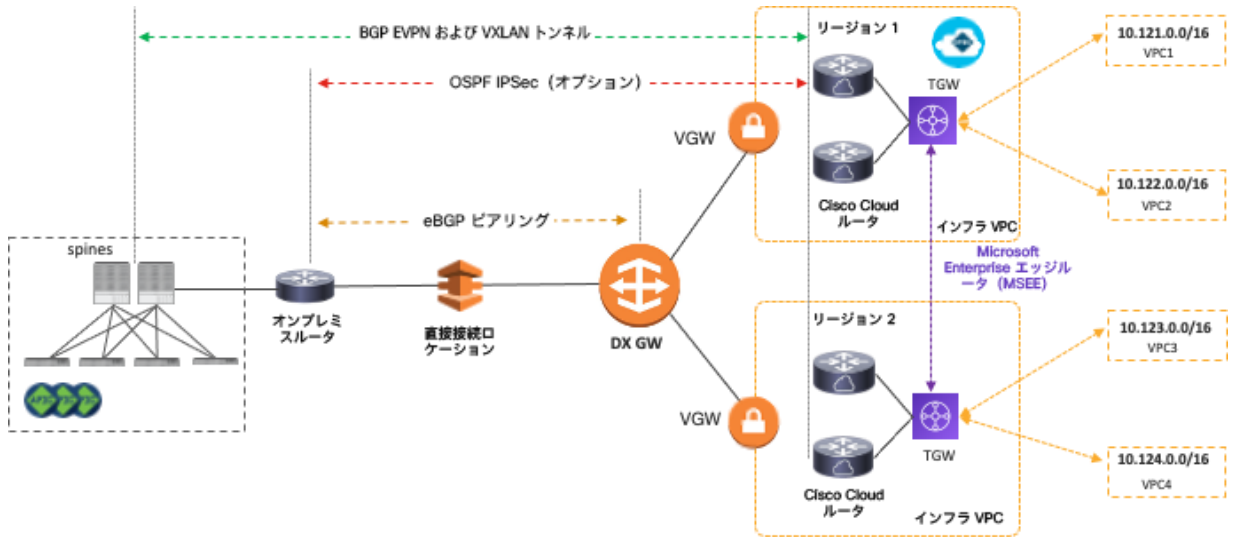 BGP EVPN および VXLAN トンネル
OSPF IPSec（オプション）
eBGP ピアリング
spines
オンプレミ
スルータ
直接接続ロ
ケーション
DX GW
VGW
VGW
リージョン 1
TGW
Cisco Cloud
ルータ
インフラ VPC
Microsoft
Enterprise エッジル
ータ（MSEE）
リージョン 2
TGW
Cisco Cloud
ルータ
インフラ VPC
10.121.0.0/16
VPC1
10.122.0.0/16
VPC2
10.123.0.0/16
VPC3
10.124.0.0/16
VPC4